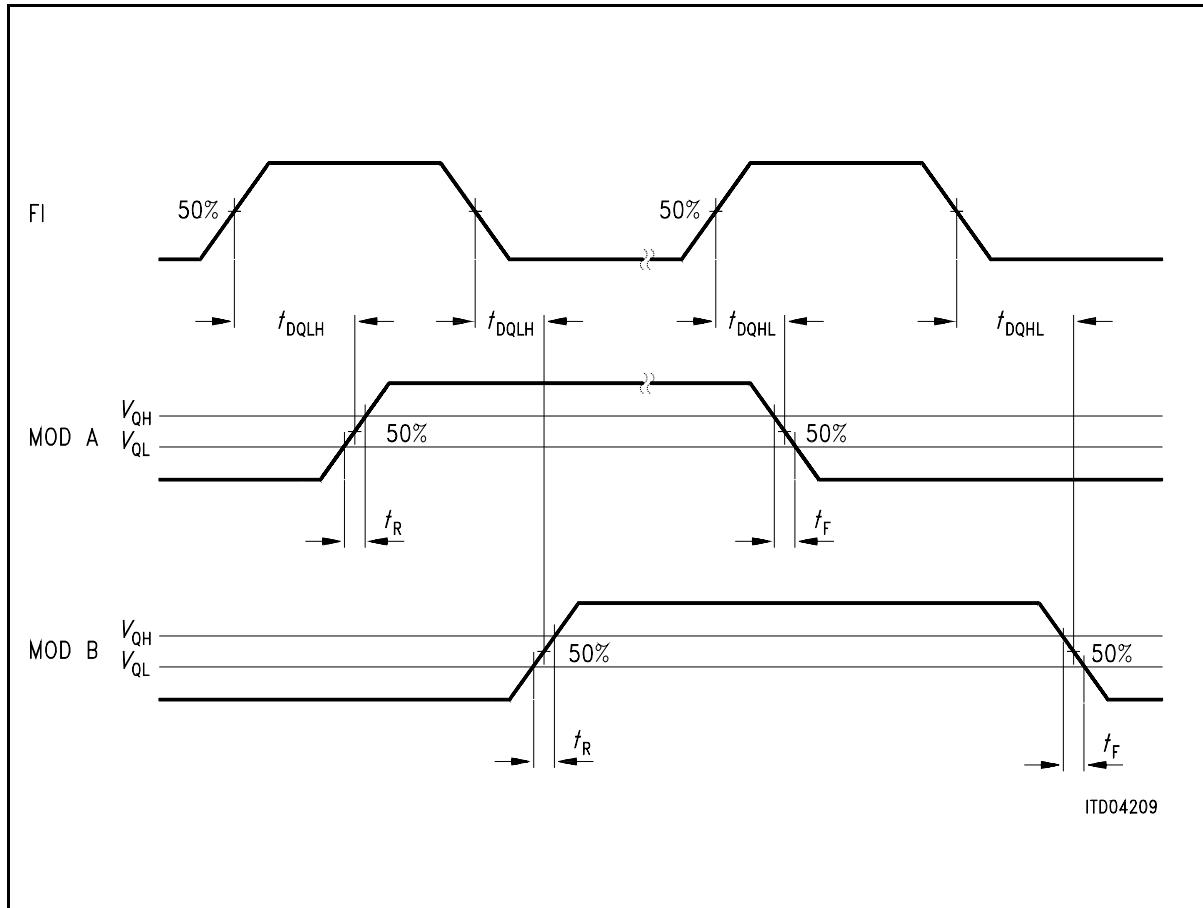 FI 50% 50%
tDQLH tDQLH tDQHL tDQHL
VQH
MOD A 50% 50%
VQL
tR tF
VQH
MOD B 50% 50%
VQL
tR tF
ITD04209